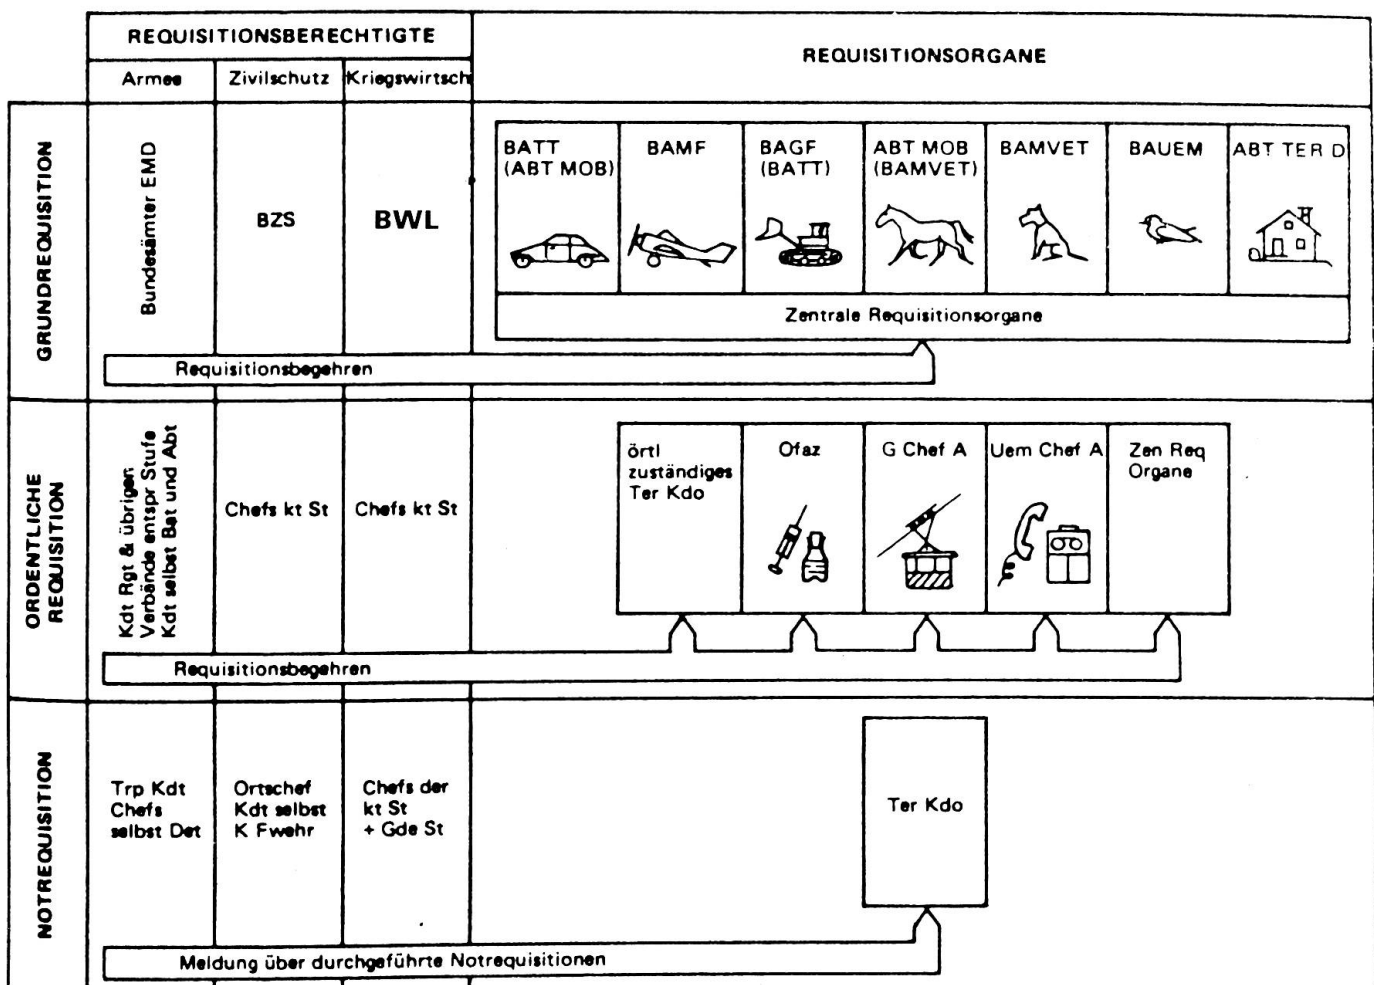 REQUISITIONSBERECHTIGTE
REQUISITIONSORGANE
Armee
Zivilschutz
Kriegswirtsch
GRUNDREQUISITION
Bundesämter EMD
BZS
BWL
BATT
(ABT MOB)
BAMF
BAGF
(BATT)
ABT MOB
(BAMVET)
BAMVET
BAUEM
ABT TER D
Zentrale Requisitionsorgane
Requisitionsbegehren
ORDENTLICHE
REQUISITION
Kdt Rgt & übrigen
Verbände entspr Stufe
Kdt selbst Bat und Abt
Chefs kt St
Chefs kt St
örtl
zuständiges
Ter Kdo
Ofaz
G Chef A
Uem Chef A
Zen Req
Organe
Requisitionsbegehren
NOTREQUISITION
Trp Kdt
Chefs
selbst Det
Ortschef
Kdt selbst
K Fwehr
Chefs der
kt St
+ Gde St
Ter Kdo
Meldung über durchgeführte Notrequisitionen